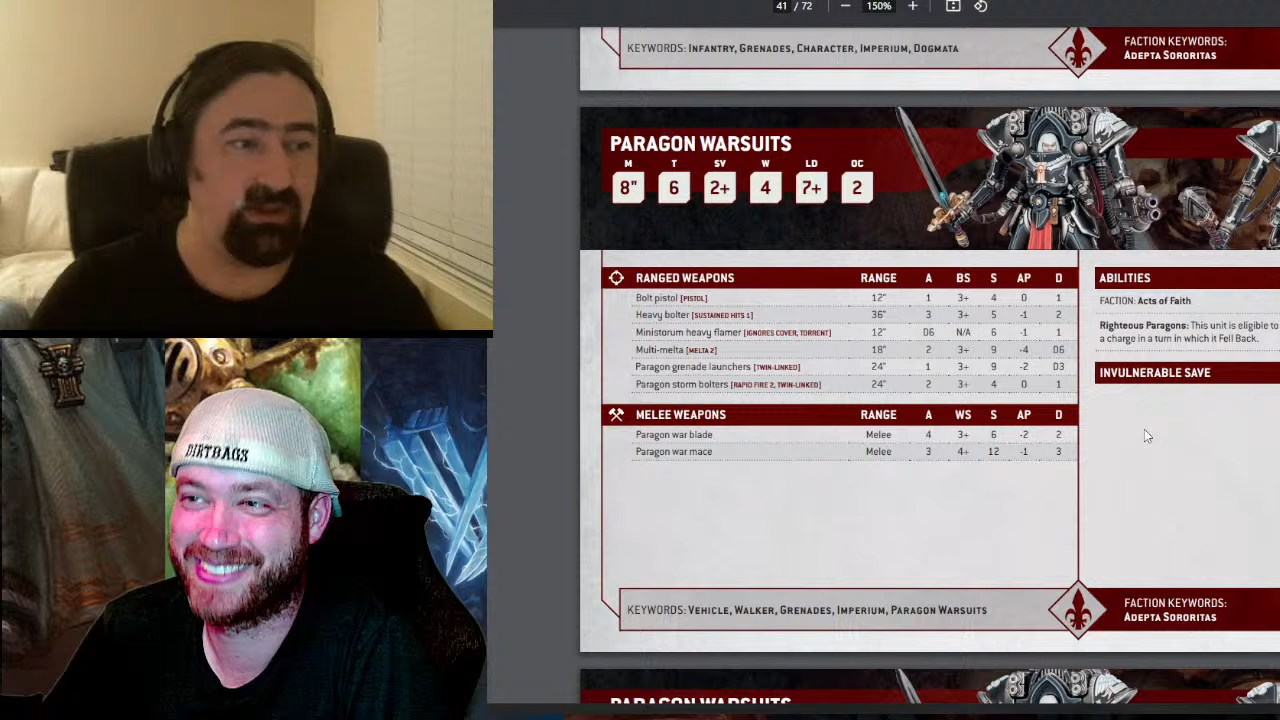 41 / 72
150%
KEYWORDS: INFANTRY, GRENADES, CHARACTER, IMPERIUM, DOGMATA
FACTION KEYWORDS:
ADEPTA SORORITAS
PARAGON WARSUITS
M T SV W LD OC
8" 6 2+ 4 7+ 2
RANGED WEAPONS RANGE A BS S AP D
Bolt pistol [PISTOL] 12" 1 3+ 4 0 1
Heavy bolter [SUSTAINED HITS 1] 36" 3 3+ 5 -1 2
Ministorum heavy flamer [IGNORES COVER, TORRENT] 12" D6 N/A 6 -1 1
Multi-melta [MELTA 2] 18" 2 3+ 9 -4 D6
Paragon grenade launchers [TWIN-LINKED] 24" 1 3+ 9 -2 D3
Paragon storm bolters [RAPID FIRE 2, TWIN-LINKED] 24" 2 3+ 4 0 1
MELEE WEAPONS RANGE A WS S AP D
Paragon war blade Melee 4 3+ 6 -2 2
Paragon war mace Melee 3 4+ 12 -1 3
ABILITIES
FACTION: Acts of Faith
Righteous Paragons: This unit is eligible to
a charge in a turn in which it Fell Back.
INVULNERABLE SAVE
KEYWORDS: VEHICLE, WALKER, GRENADES, IMPERIUM, PARAGON WARSUITS
FACTION KEYWORDS:
ADEPTA SORORITAS
PARAGON WARSUITS
DIRTBAGS